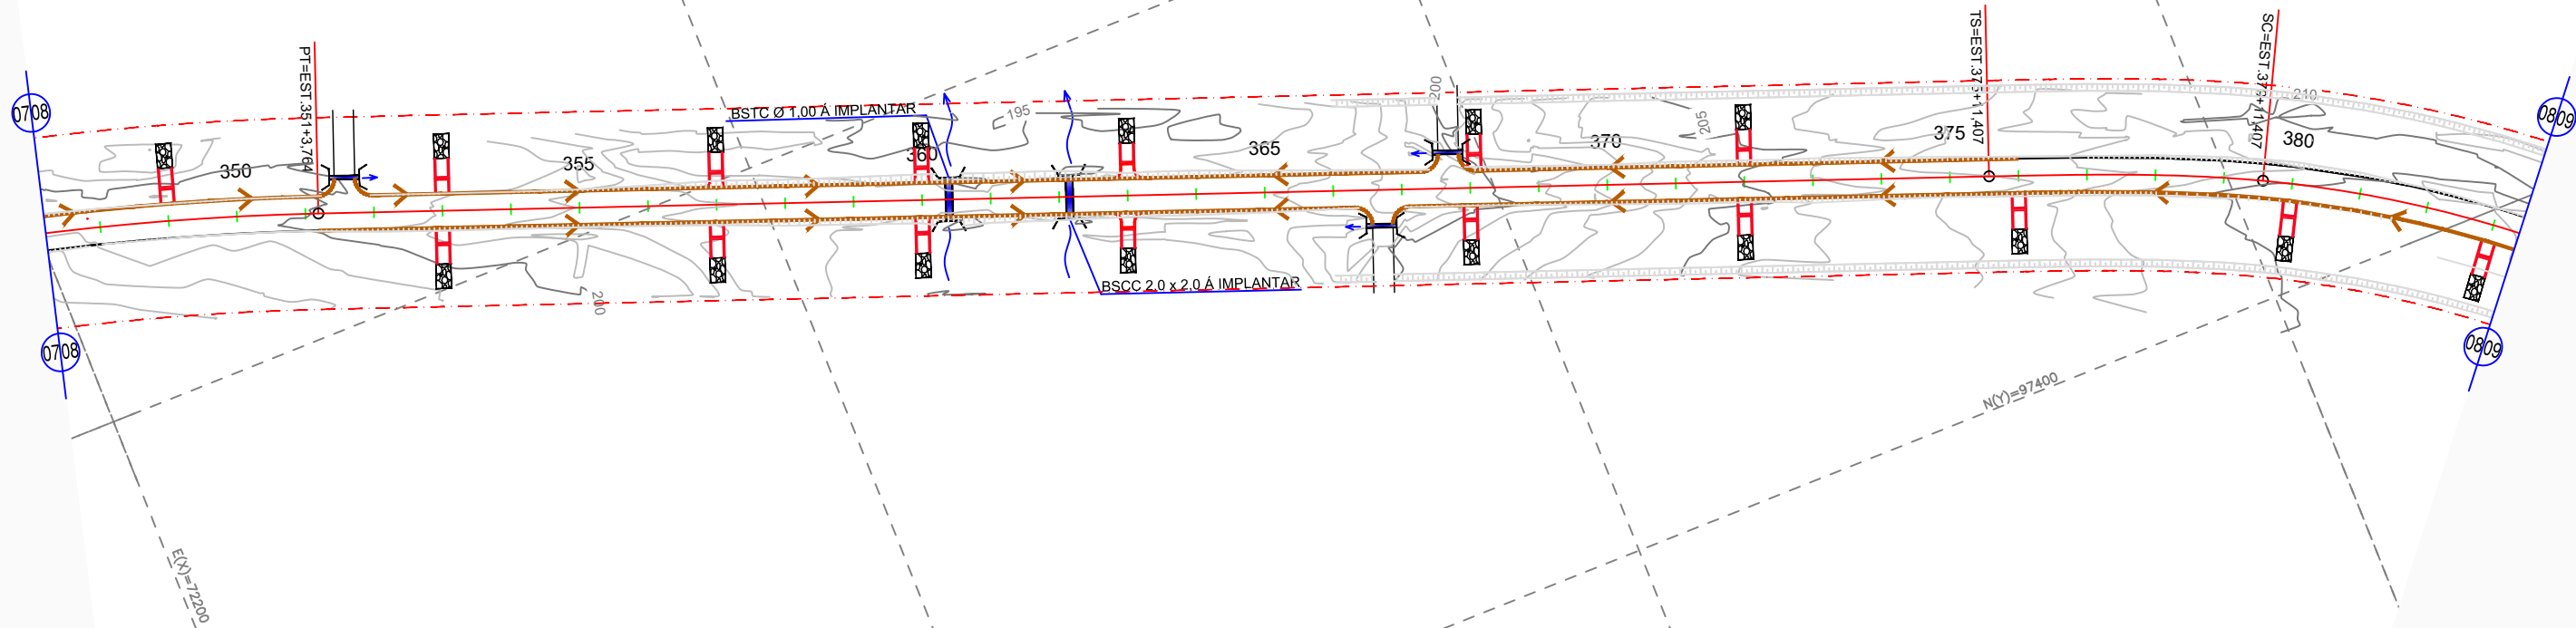 0708
PT=EST.351+3,764
350
355
BSTC Ø 1,00 Á IMPLANTAR
360
195
365
200
370
205
375
TS=EST.375+11,407
SC=EST.379+11,407
210
380
0809
200
BSCC 2,0 x 2,0 Á IMPLANTAR
0708
0809
N(Y)=97400
E(X)=72200